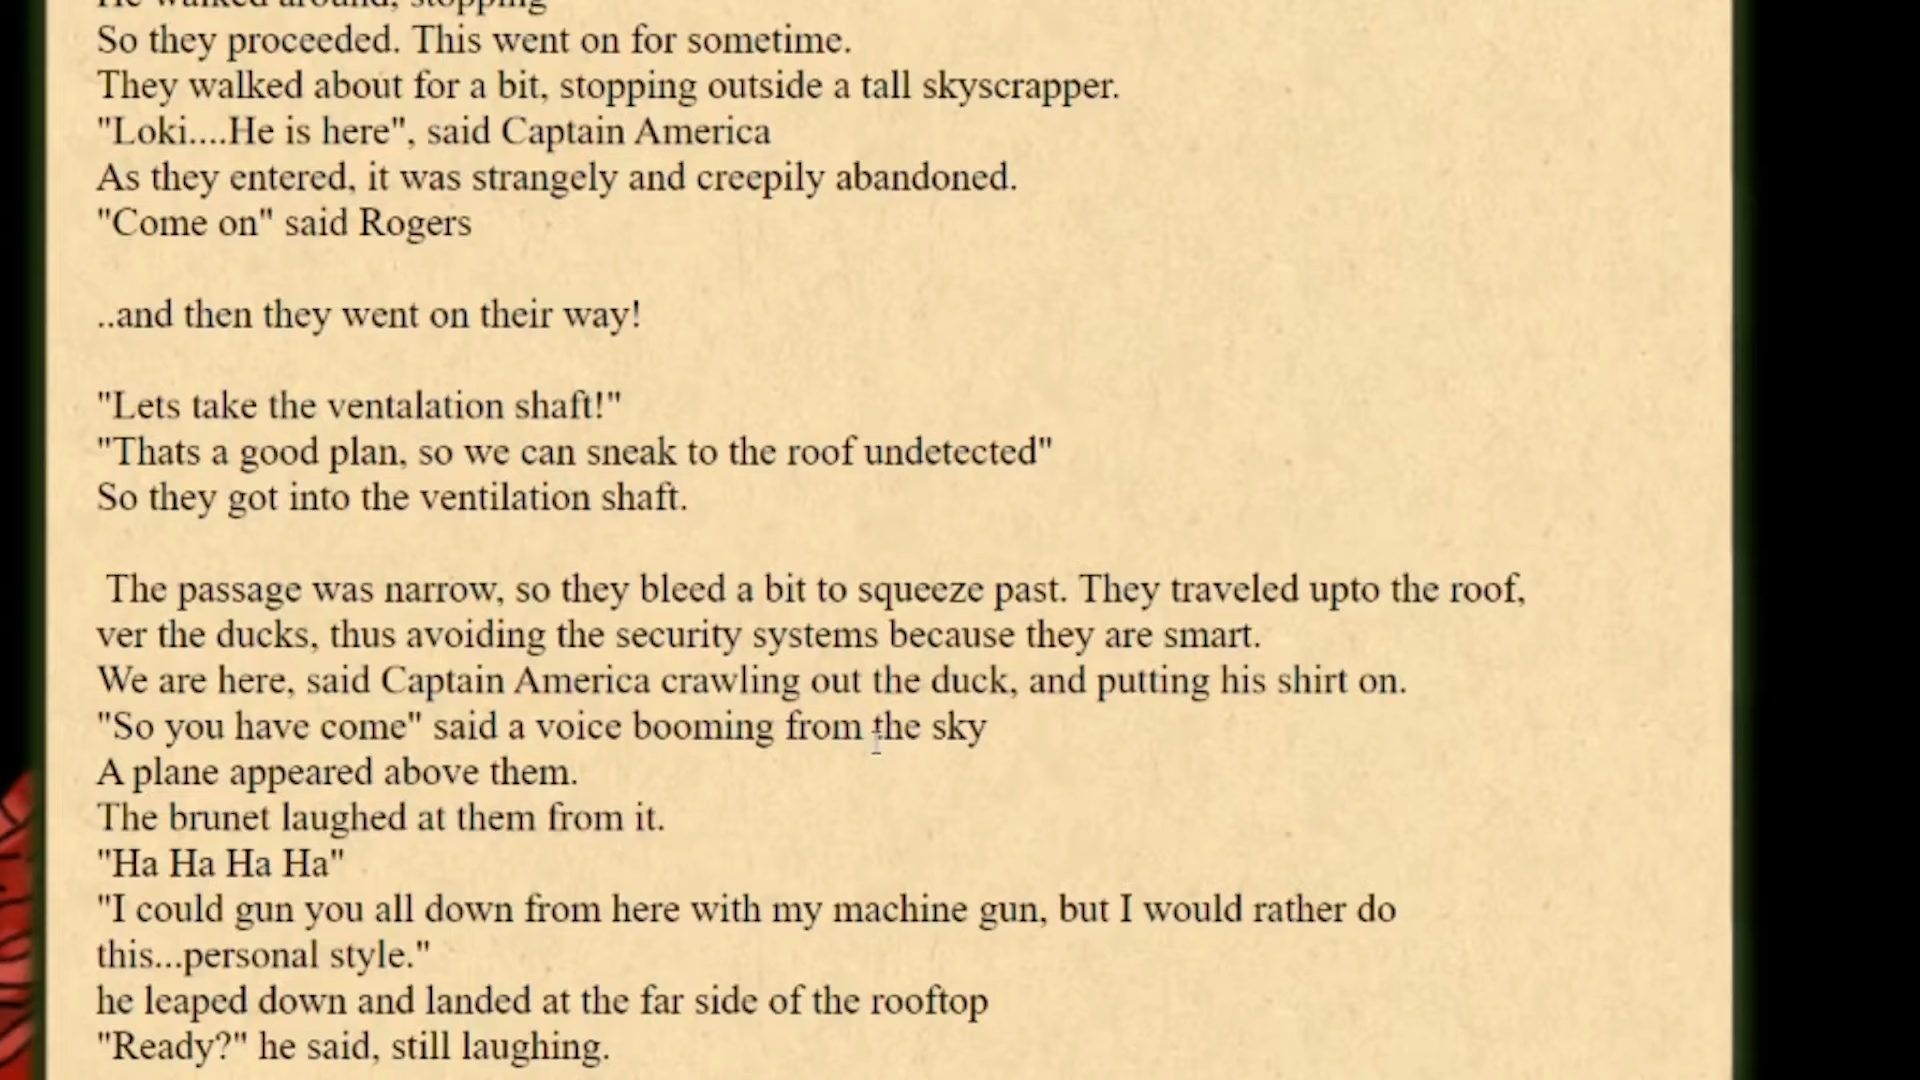 He walked around, stopping
So they proceeded. This went on for sometime.
They walked about for a bit, stopping outside a tall skyscrapper.
"Loki....He is here", said Captain America
As they entered, it was strangely and creepily abandoned.
"Come on" said Rogers
..and then they went on their way!
"Lets take the ventalation shaft!"
"Thats a good plan, so we can sneak to the roof undetected"
So they got into the ventilation shaft.
The passage was narrow, so they bleed a bit to squeeze past. They traveled upto the roof,
ver the ducks, thus avoiding the security systems because they are smart.
We are here, said Captain America crawling out the duck, and putting his shirt on.
"So you have come" said a voice booming from the sky
A plane appeared above them.
The brunet laughed at them from it.
"Ha Ha Ha Ha"
"I could gun you all down from here with my machine gun, but I would rather do
this...personal style."
he leaped down and landed at the far side of the rooftop
"Ready?" he said, still laughing.